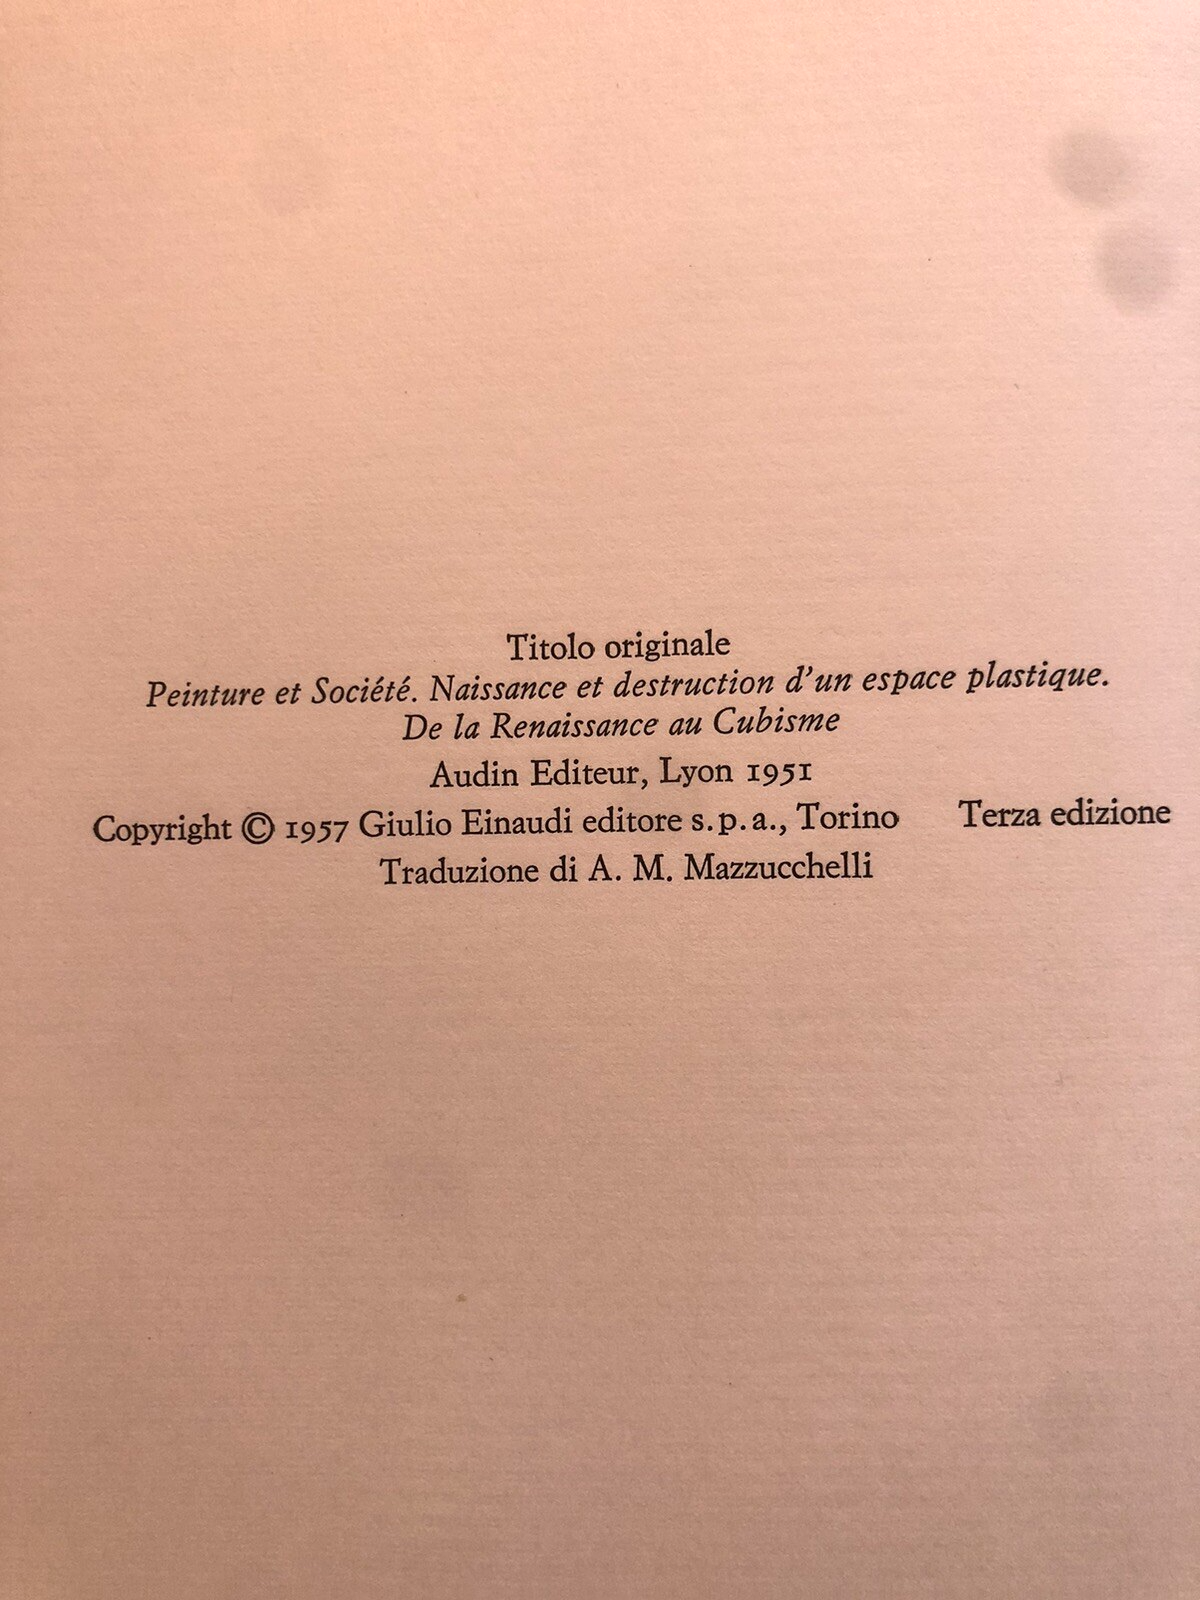 Titolo originale
Peinture et Société. Naissance et destruction d'un espace plastique.
De la Renaissance au Cubisme
Audin Editeur, Lyon 1951
Copyright © 1957 Giulio Einaudi editore s.p.a., Torino Terza edizione
Traduzione di A. M. Mazzucchelli